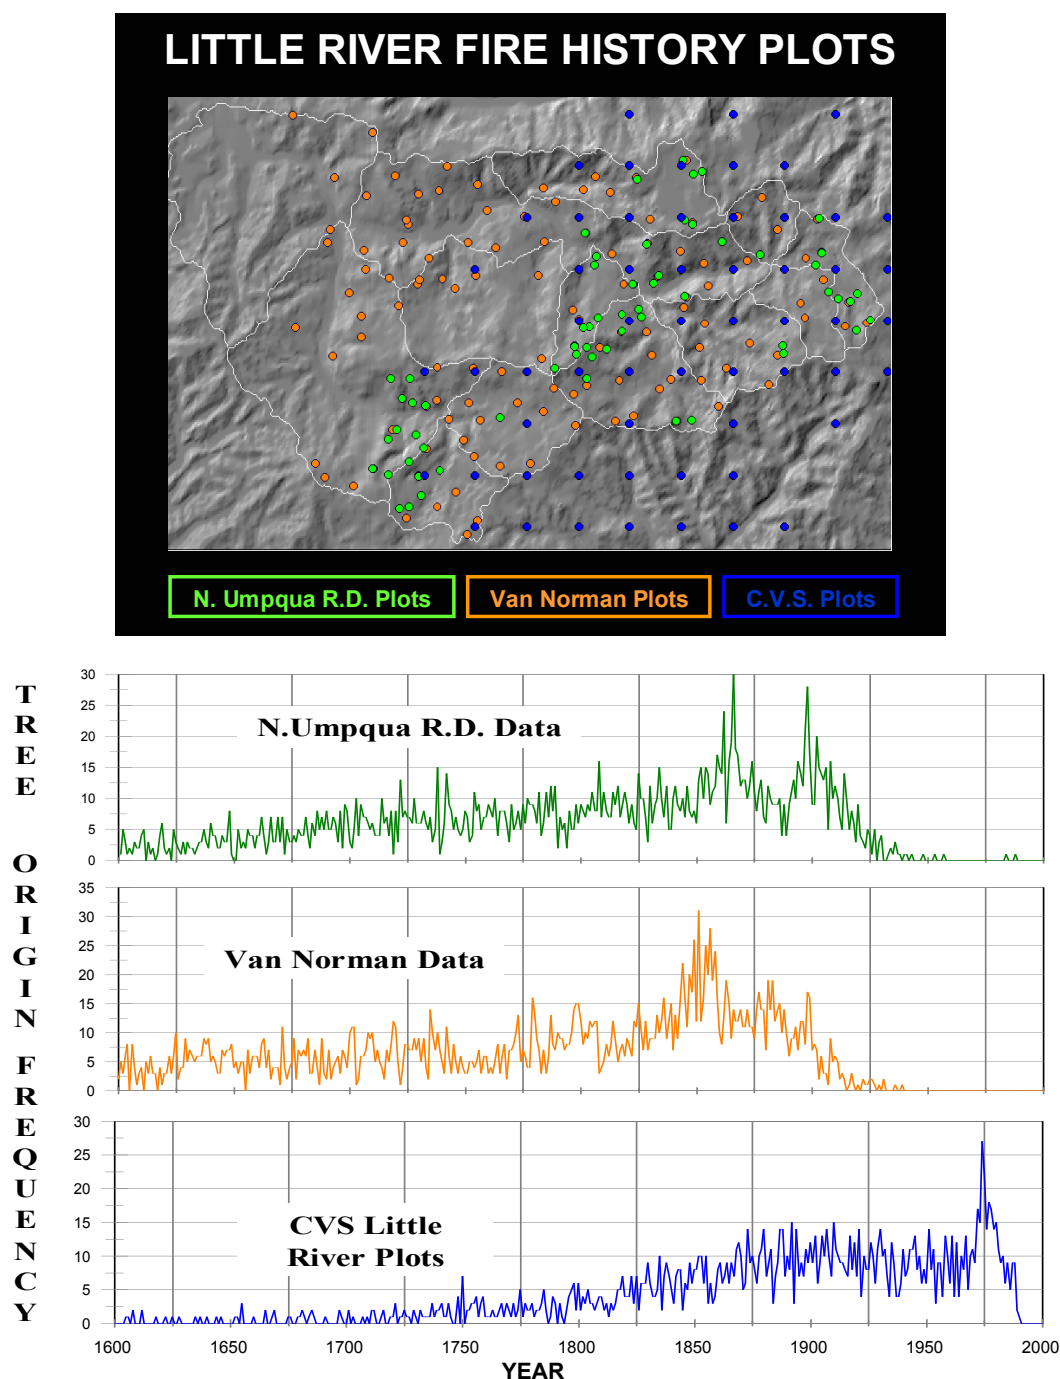 LITTLE RIVER FIRE HISTORY PLOTS
N. Umpqua R.D. Plots
Van Norman Plots
C.V.S. Plots
TREE ORIGIN FREQUENCY
30
25
20
15
10
5
0
N.Umpqua R.D. Data
35
30
25
20
15
10
5
0
Van Norman Data
30
25
20
15
10
5
0
CVS Little
River Plots
1600 1650 1700 1750 1800 1850 1900 1950 2000
YEAR